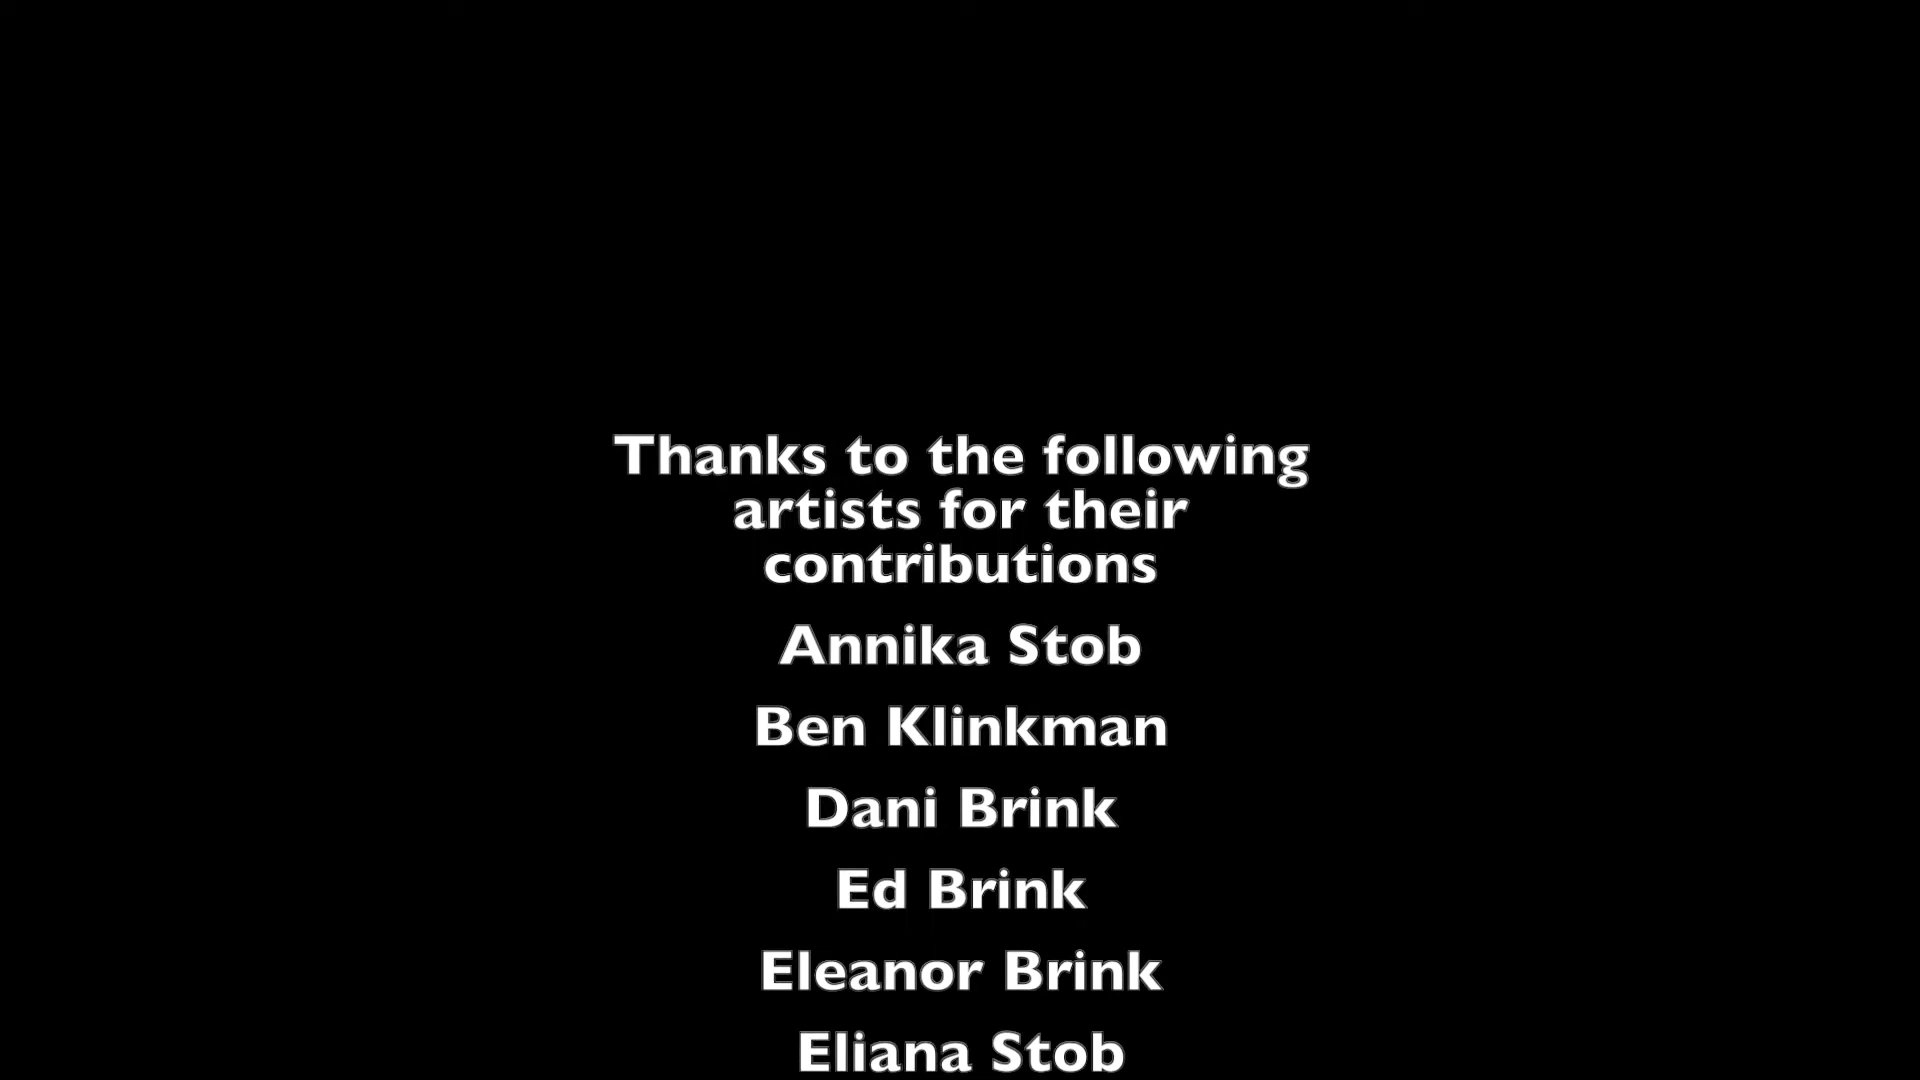 Thanks to the following
artists for their
contributions
Annika Stob
Ben Klinkman
Dani Brink
Ed Brink
Eleanor Brink
Eliana Stob